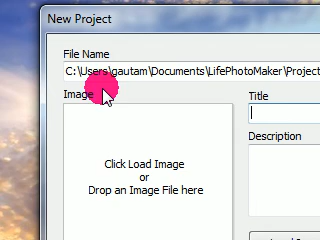 New Project
File Name
C:\Users\gautam\Documents\LifePhotoMaker\Project
Image
Title
Click Load Image
or
Drop an Image File here
Description